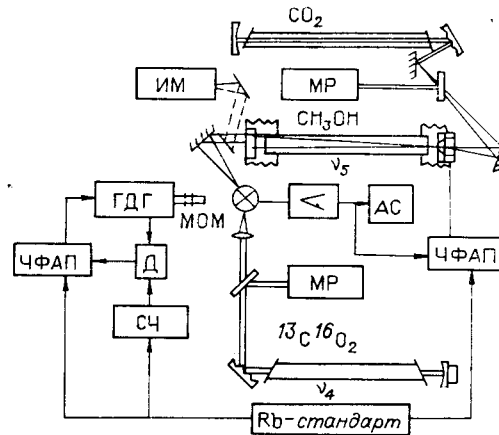 CO₂
ИМ
МР
CH₃OH
ν₅
ГДГ
МОМ
АС
ЧФАП
Д
ЧФАП
СЧ
МР
¹³C¹⁶O₂
ν₄
Rb-стандарт